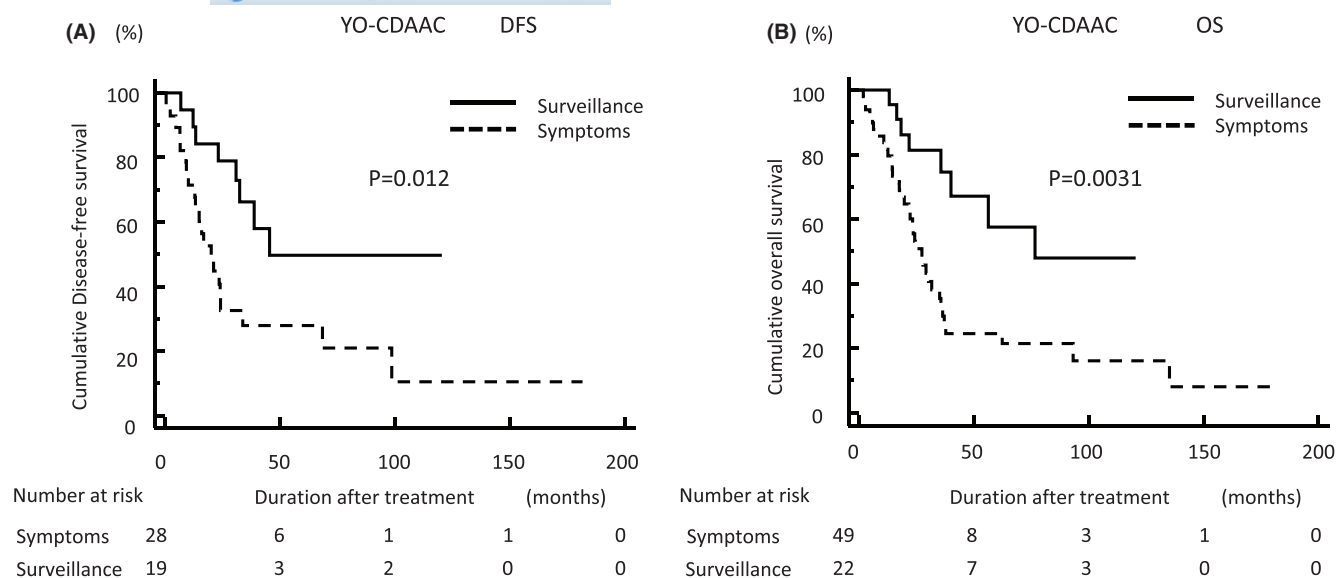 (A) (%) YO-CDAAC DFS
100
80
60
40
20
0
Cumulative Disease-free survival
Surveillance
Symptoms
P=0.012
0 50 100 150 200
Number at risk Duration after treatment (months)
Symptoms 28 6 1 1 0
Surveillance 19 3 2 0 0
(B) (%) YO-CDAAC OS
100
80
60
40
20
0
Cumulative overall survival
Surveillance
Symptoms
P=0.0031
0 50 100 150 200
Number at risk Duration after treatment (months)
Symptoms 49 8 3 1 0
Surveillance 22 7 3 0 0